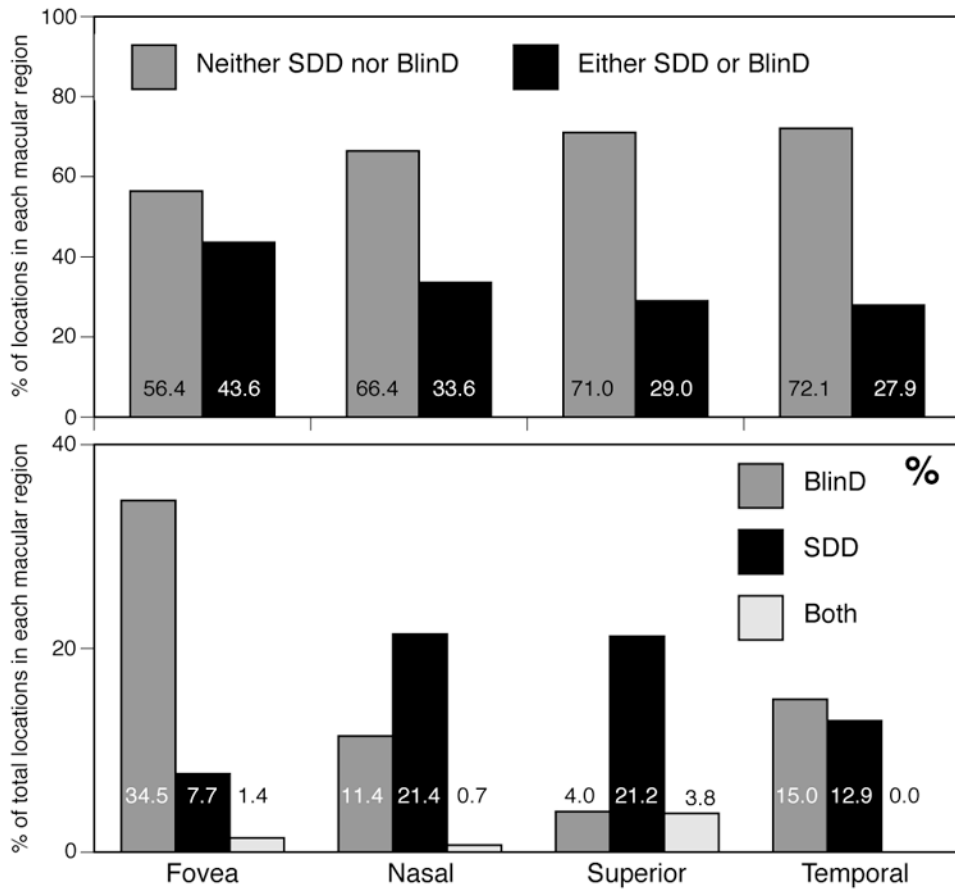 % of locations in each macular region
100
80
60
40
20
0
Neither SDD nor BlinD
Either SDD or BlinD
56.4 43.6 66.4 33.6 71.0 29.0 72.1 27.9
% of total locations in each macular region
40
20
0
%
BlinD
SDD
Both
34.5 7.7 1.4 11.4 21.4 0.7 4.0 21.2 3.8 15.0 12.9 0.0
Fovea Nasal Superior Temporal